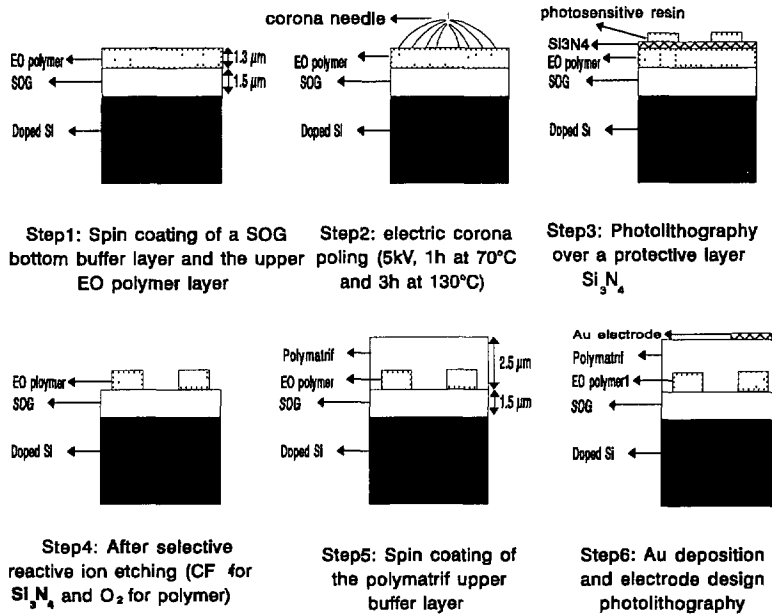 EO polymer
SOG
Doped Si
1.3 µm
1.5 µm
Step1: Spin coating of a SOG
bottom buffer layer and the upper
EO polymer layer
corona needle
EO polymer
SOG
Doped Si
Step2: electric corona
poling (5kV, 1h at 70°C
and 3h at 130°C)
photosensitive resin
Si3N4
EO polymer
SOG
Doped Si
Step3: Photolithography
over a protective layer
Si3N4
EO ploymer
SOG
Doped Si
Step4: After selective
reactive ion etching (CF for
Si3N4 and O2 for polymer)
Polymatrif
EO polymer
SOG
Doped Si
2.5 µm
1.5 µm
Step5: Spin coating of
the polymatrif upper
buffer layer
Au electrode
Polymatrif
EO polymer1
SOG
Doped Si
Step6: Au deposition
and electrode design
photolithography